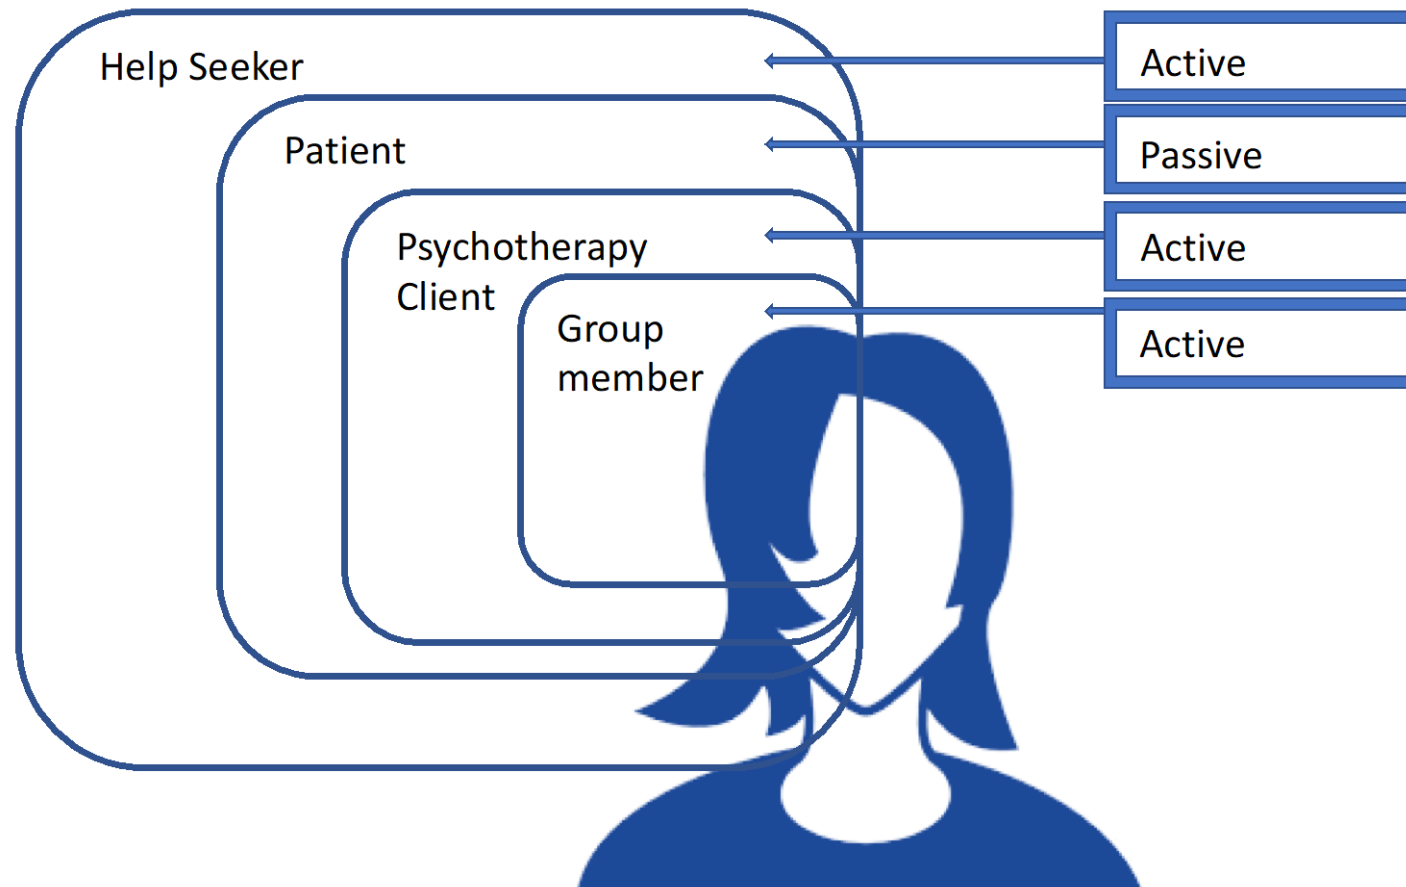 Help Seeker
Active
Patient
Passive
Psychotherapy
Client
Active
Group
member
Active